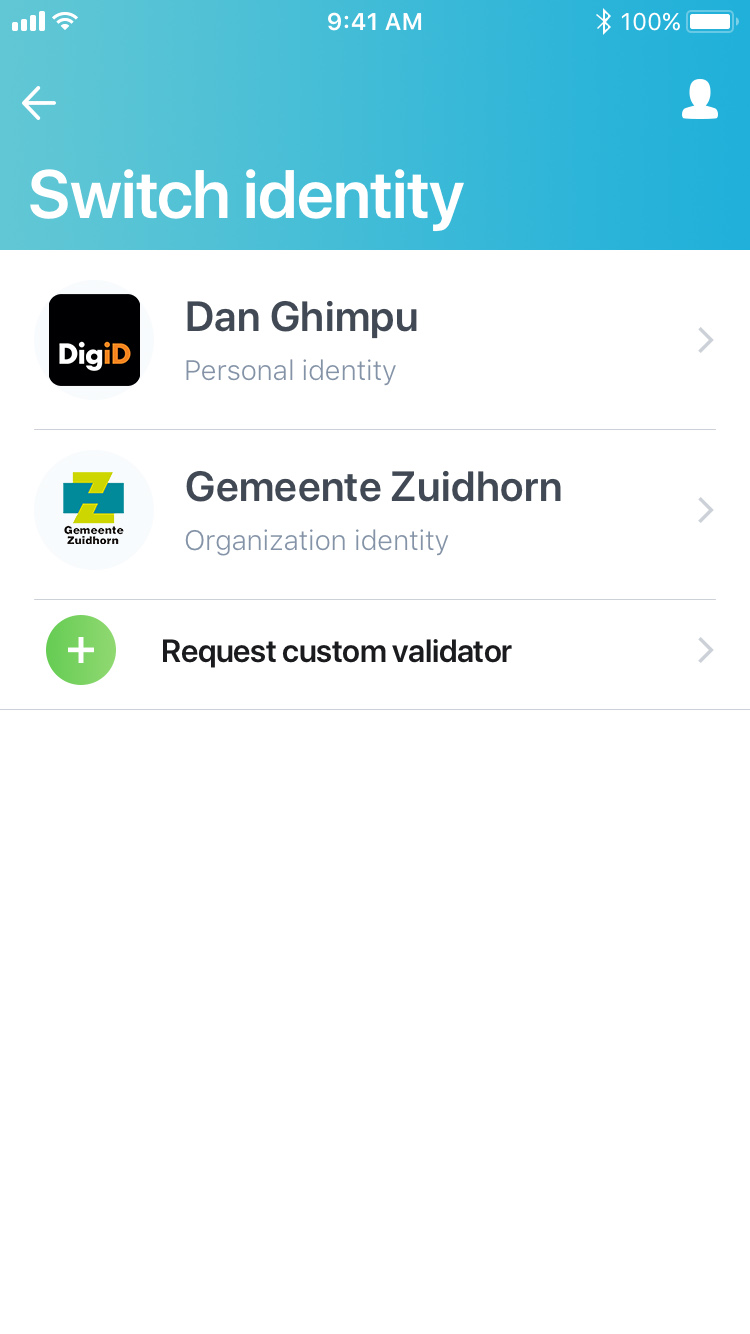 9:41 AM
100%
Switch identity
DigiD
Dan Ghimpu
Personal identity
Gemeente
Zuidhorn
Gemeente Zuidhorn
Organization identity
Request custom validator